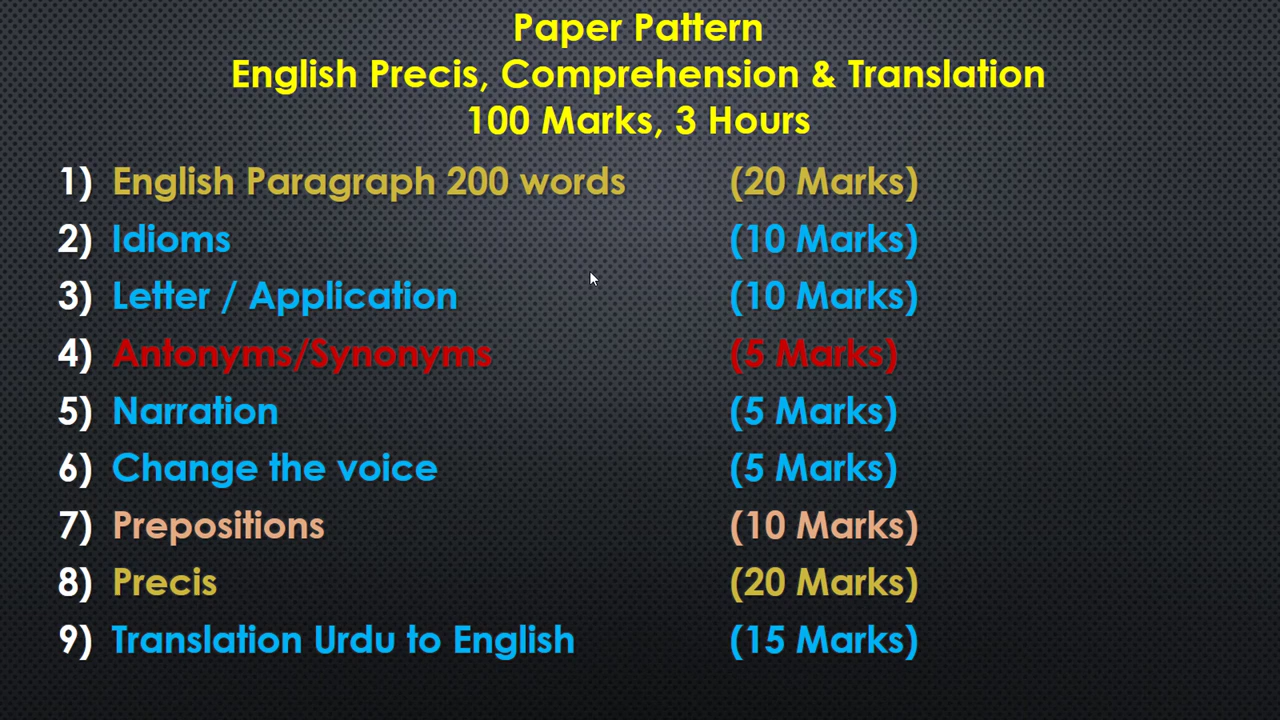 Paper Pattern
English Precis, Comprehension & Translation
100 Marks, 3 Hours
1) English Paragraph 200 words (20 Marks)
2) Idioms (10 Marks)
3) Letter / Application (10 Marks)
4) Antonyms/Synonyms (5 Marks)
5) Narration (5 Marks)
6) Change the voice (5 Marks)
7) Prepositions (10 Marks)
8) Precis (20 Marks)
9) Translation Urdu to English (15 Marks)